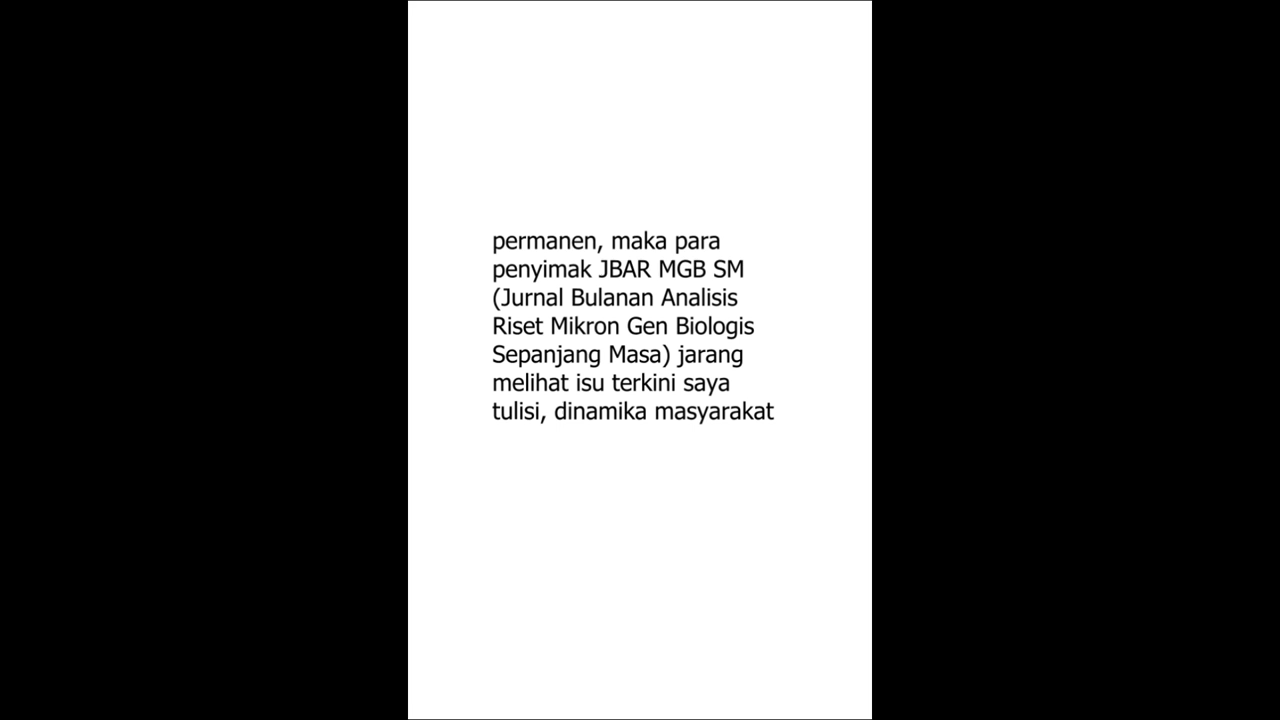 permanen, maka para
penyimak JBAR MGB SM
(Jurnal Bulanan Analisis
Riset Mikron Gen Biologis
Sepanjang Masa) jarang
melihat isu terkini saya
tulisi, dinamika masyarakat